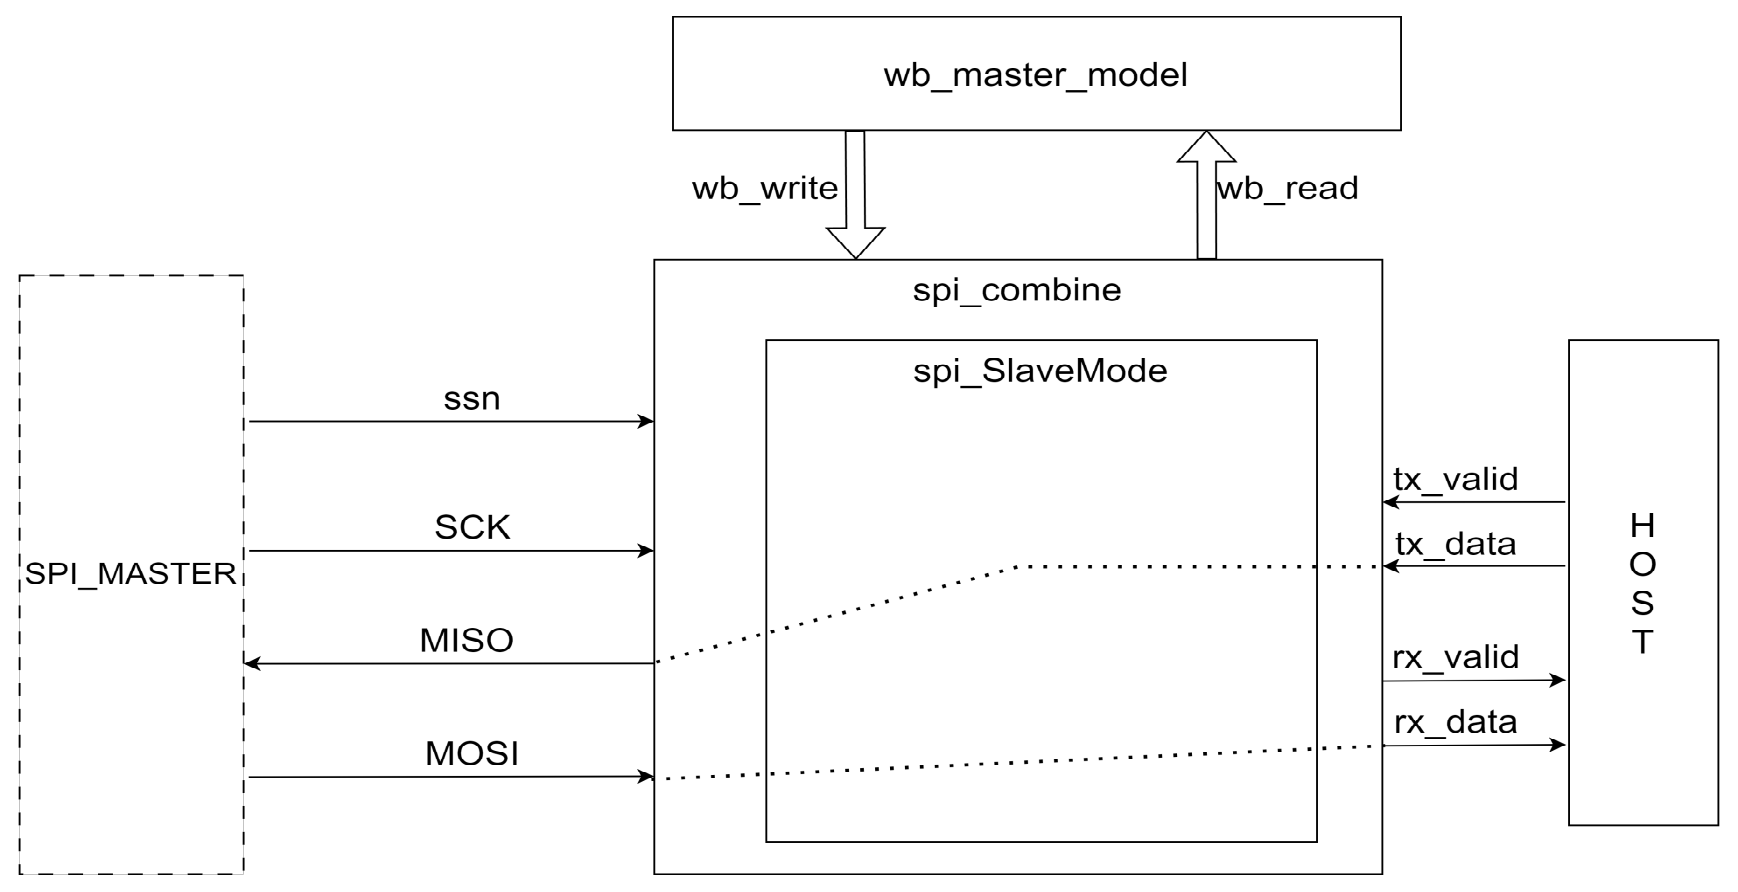 wb_master_model
wb_write
wb_read
spi_combine
spi_SlaveMode
ssn
SCK
SPI_MASTER
MISO
MOSI
tx_valid
tx_data
rx_valid
rx_data
H
O
S
T